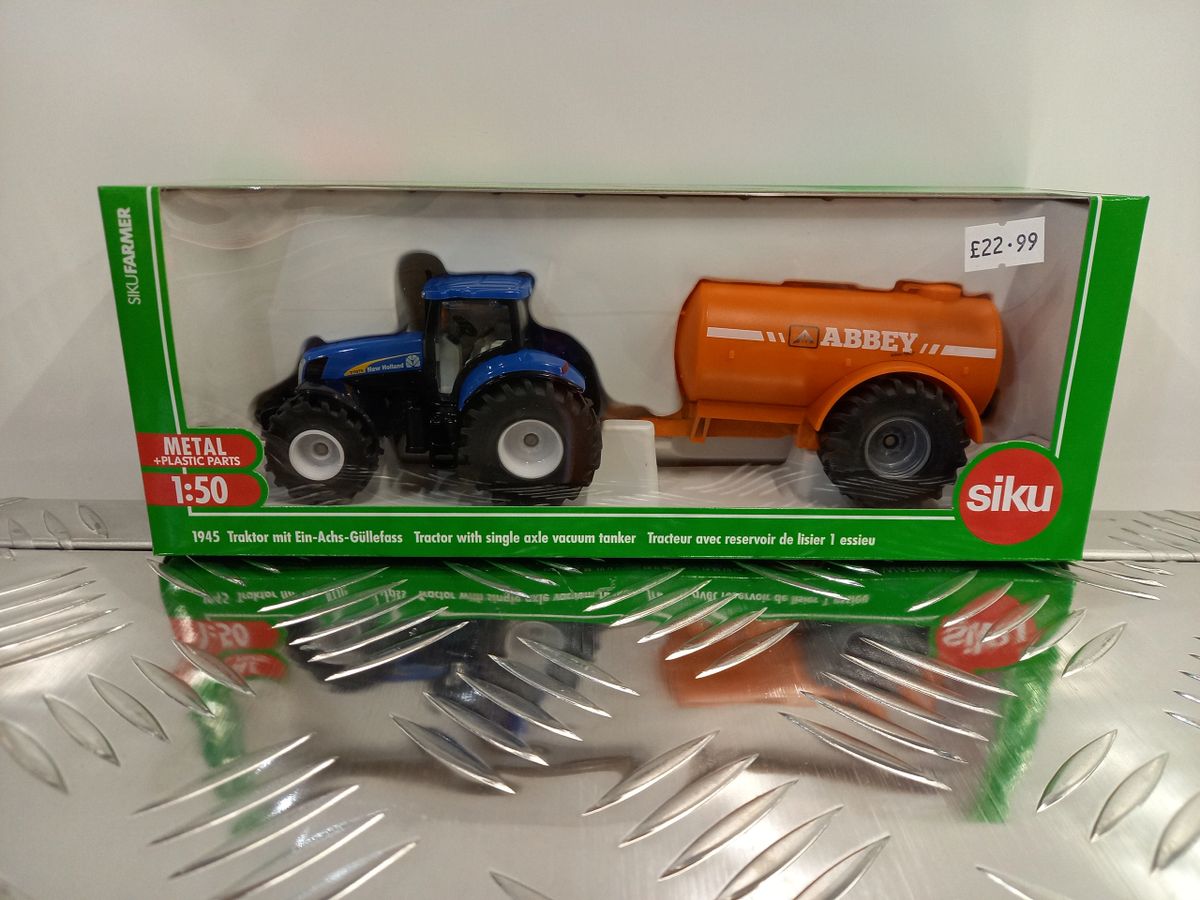 SIKUFARMER
£22.99
ABBEY
New Holland
METAL
+PLASTIC PARTS
1:50
siku
1945 Traktor mit Ein-Achs-Güllefass Tractor with single axle vacuum tanker Tracteur avec reservoir de lisier 1 essieu